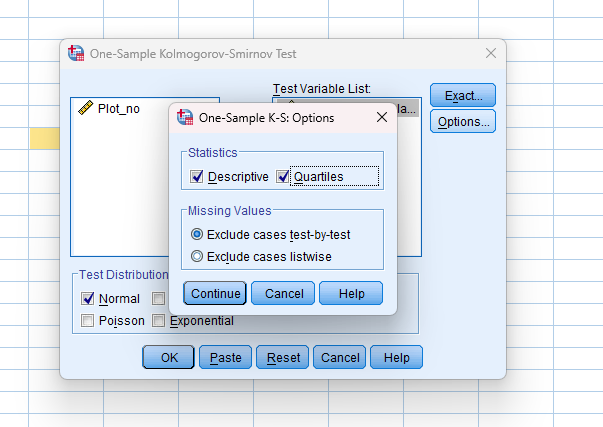 One-Sample Kolmogorov-Smirnov Test
Test Variable List:
Plot_no
la...
Exact...
Options...
One-Sample K-S: Options
Statistics
Descriptive Quartiles
Missing Values
Exclude cases test-by-test
Exclude cases listwise
Continue Cancel Help
Test Distribution
Normal
Poisson Exponential
OK Paste Reset Cancel Help